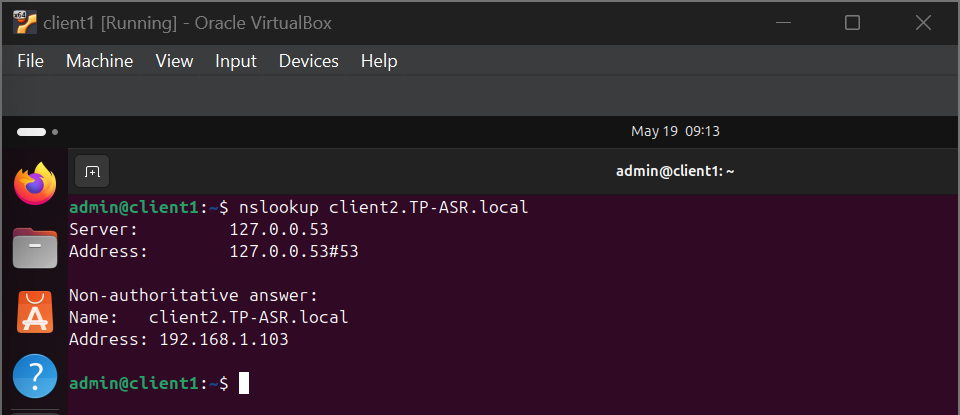 client1 [Running] - Oracle VirtualBox
File Machine View Input Devices Help
May 19 09:13
admin@client1: ~
admin@client1:~$ nslookup client2.TP-ASR.local
Server: 127.0.0.53
Address: 127.0.0.53#53
Non-authoritative answer:
Name: client2.TP-ASR.local
Address: 192.168.1.103
admin@client1:~$